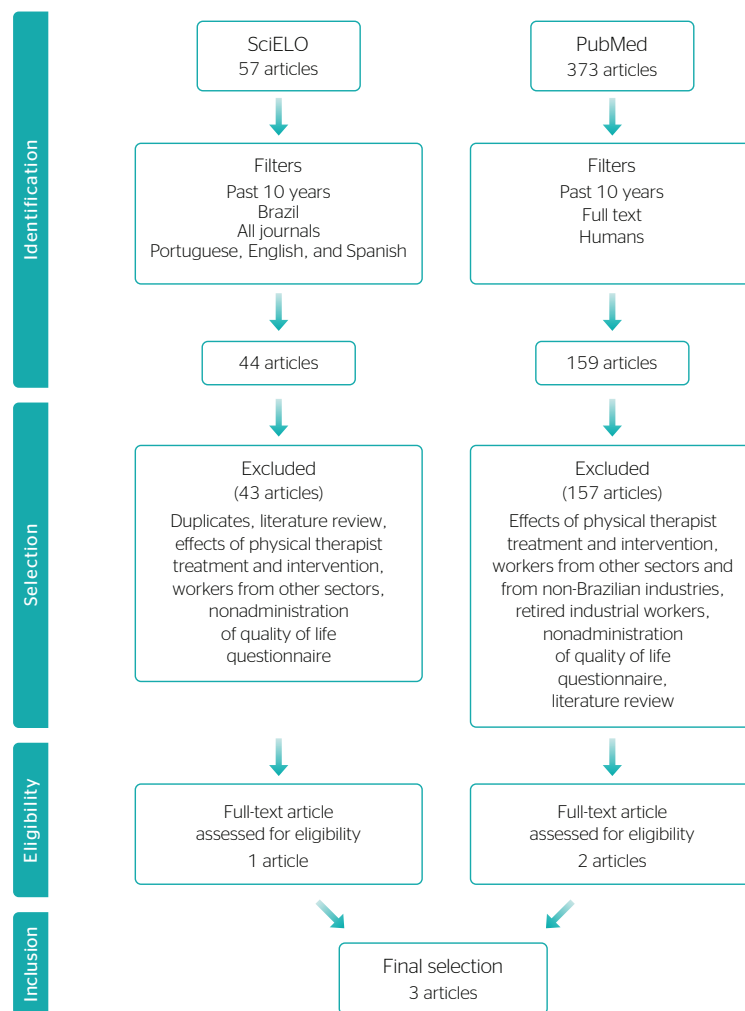 Identification
SciELO
57 articles
PubMed
373 articles
Filters
Past 10 years
Brazil
All journals
Portuguese, English, and Spanish
Filters
Past 10 years
Full text
Humans
44 articles
159 articles
Selection
Excluded
(43 articles)
Duplicates, literature review,
effects of physical therapist
treatment and intervention,
workers from other sectors,
nonadministration
of quality of life
questionnaire
Excluded
(157 articles)
Effects of physical therapist
treatment and intervention,
workers from other sectors and
from non-Brazilian industries,
retired industrial workers,
nonadministration
of quality of life
questionnaire,
literature review
Eligibility
Full-text article
assessed for eligibility
1 article
Full-text article
assessed for eligibility
2 articles
Inclusion
Final selection
3 articles